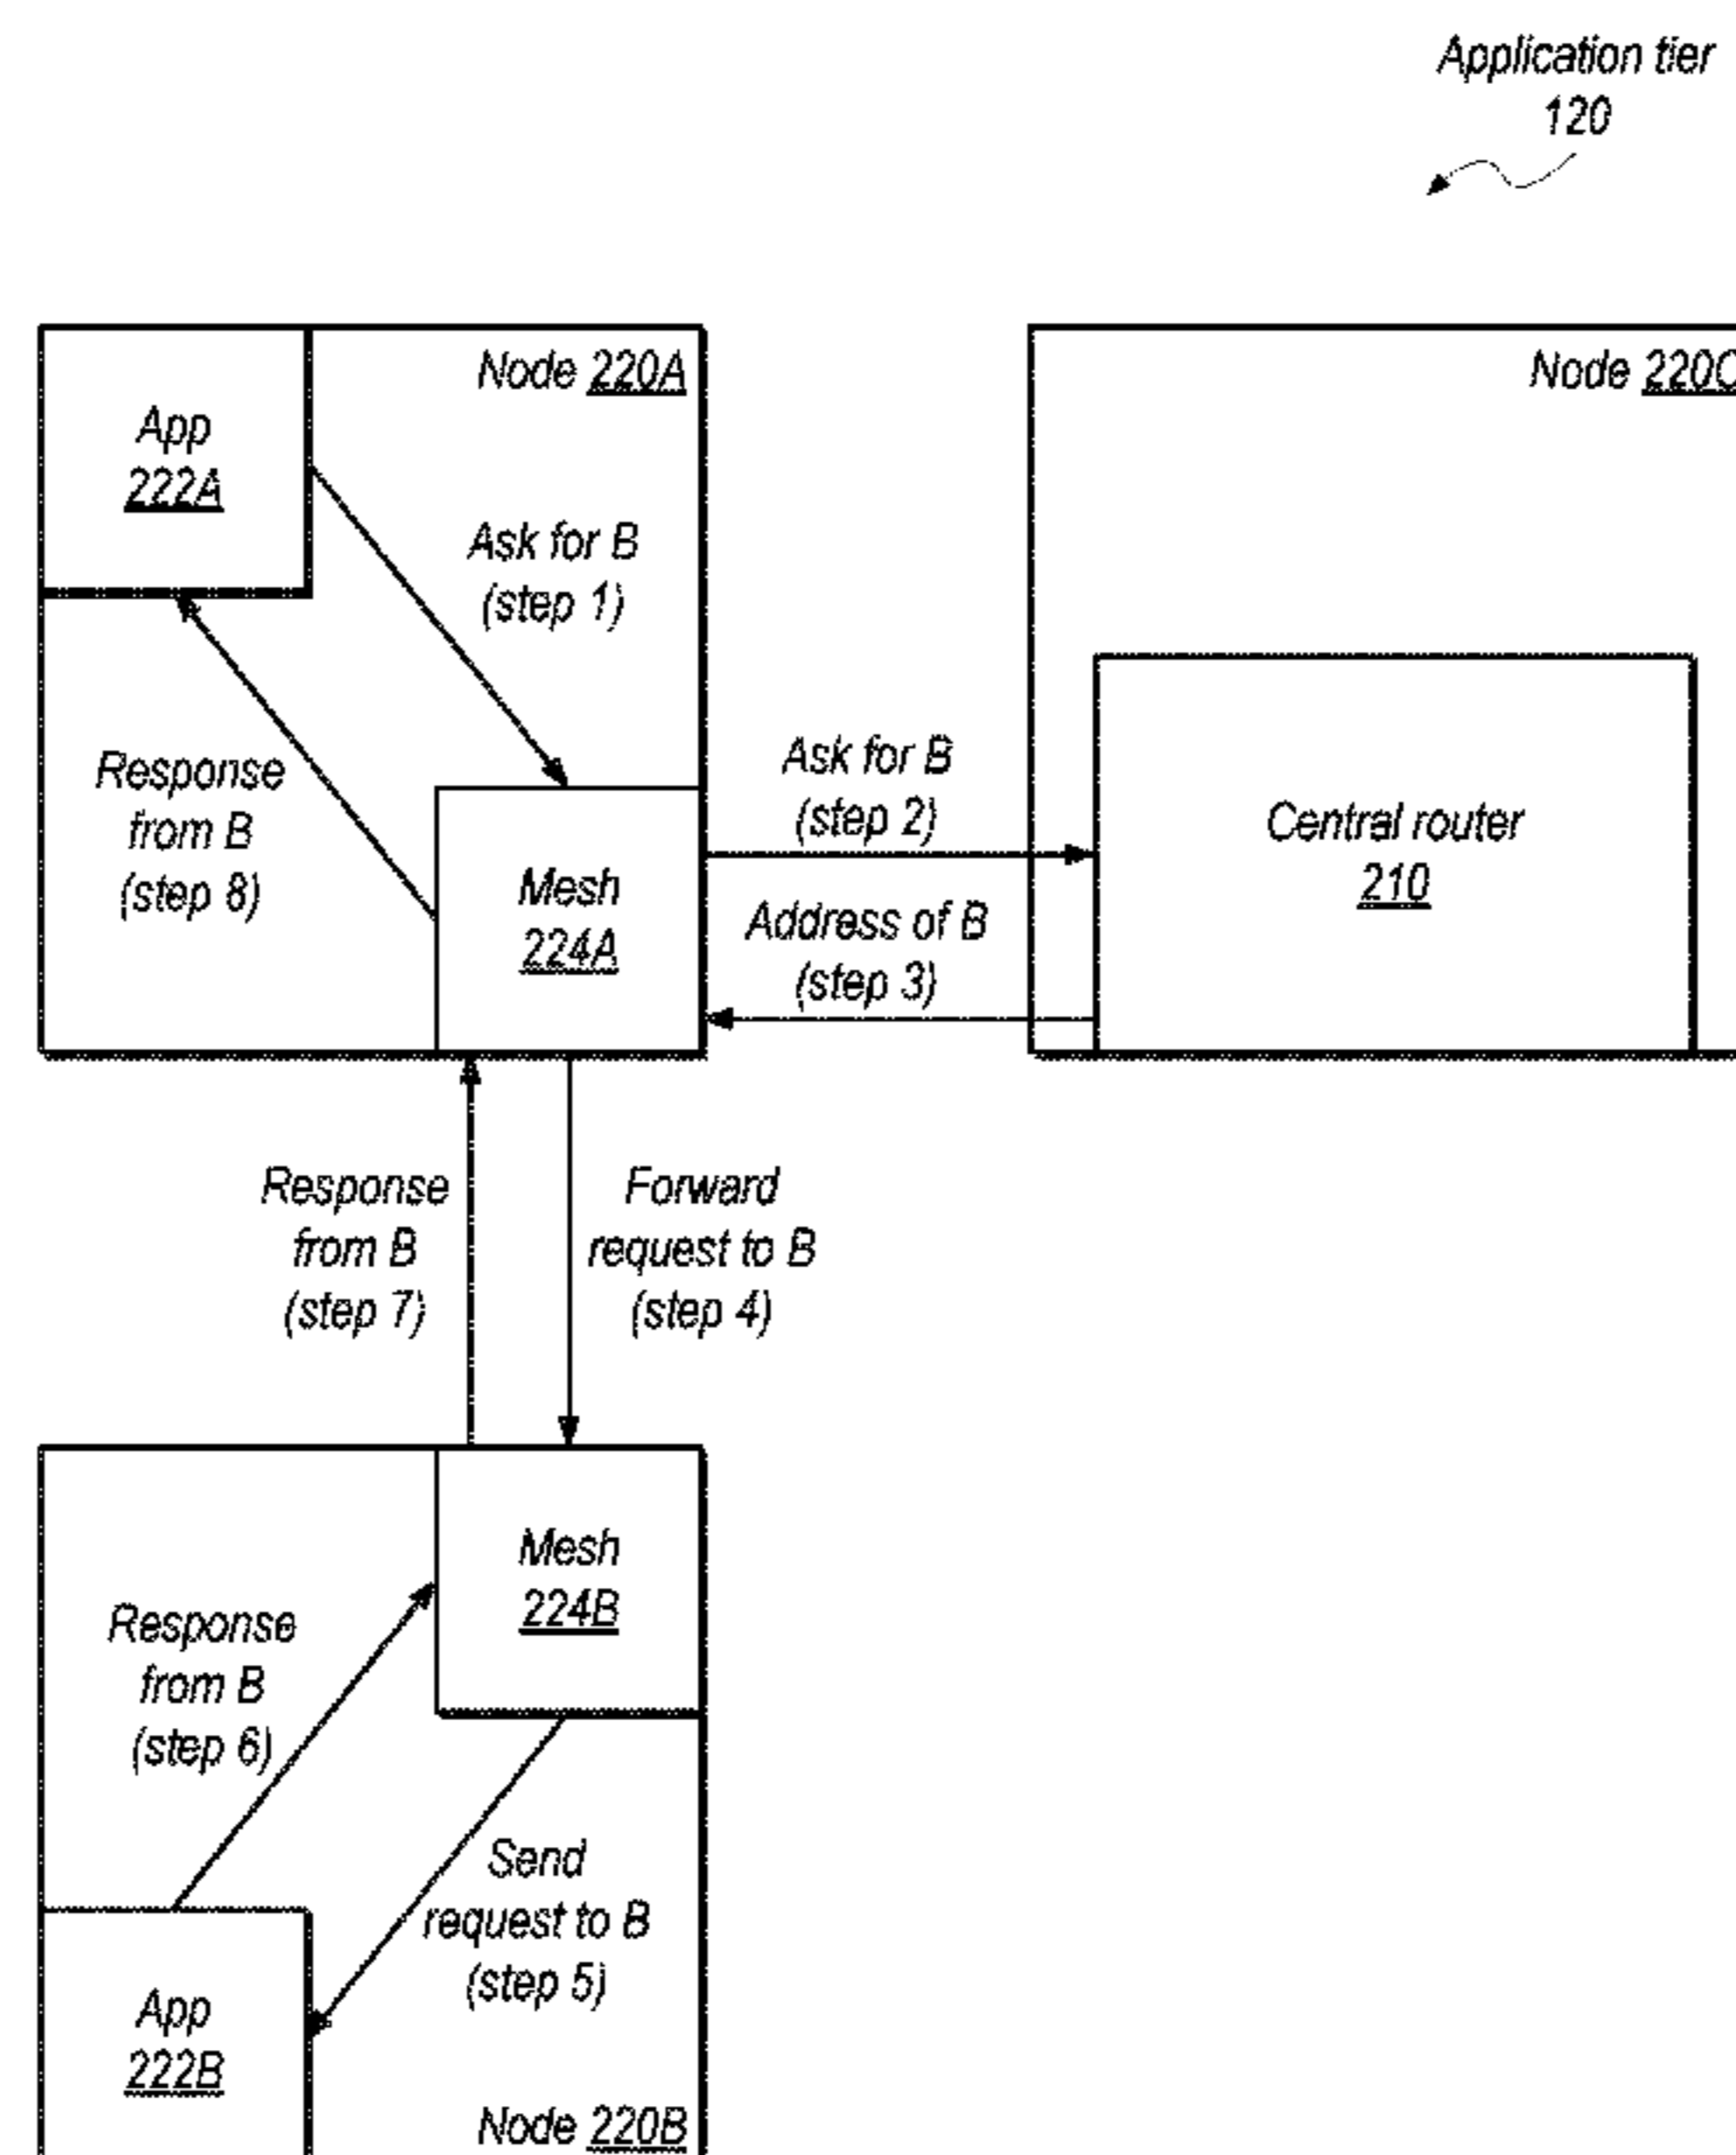 Application tier
120
Node 220A
Node 220C
App
222A
Ask for B
(step 1)
Response
from B
(step 8)
Mesh
224A
Ask for B
(step 2)
Address of B
(step 3)
Central router
210
Response
from B
(step 7)
Forward
request to B
(step 4)
Mesh
224B
Response
from B
(step 6)
Send
request to B
(step 5)
App
222B
Node 220B